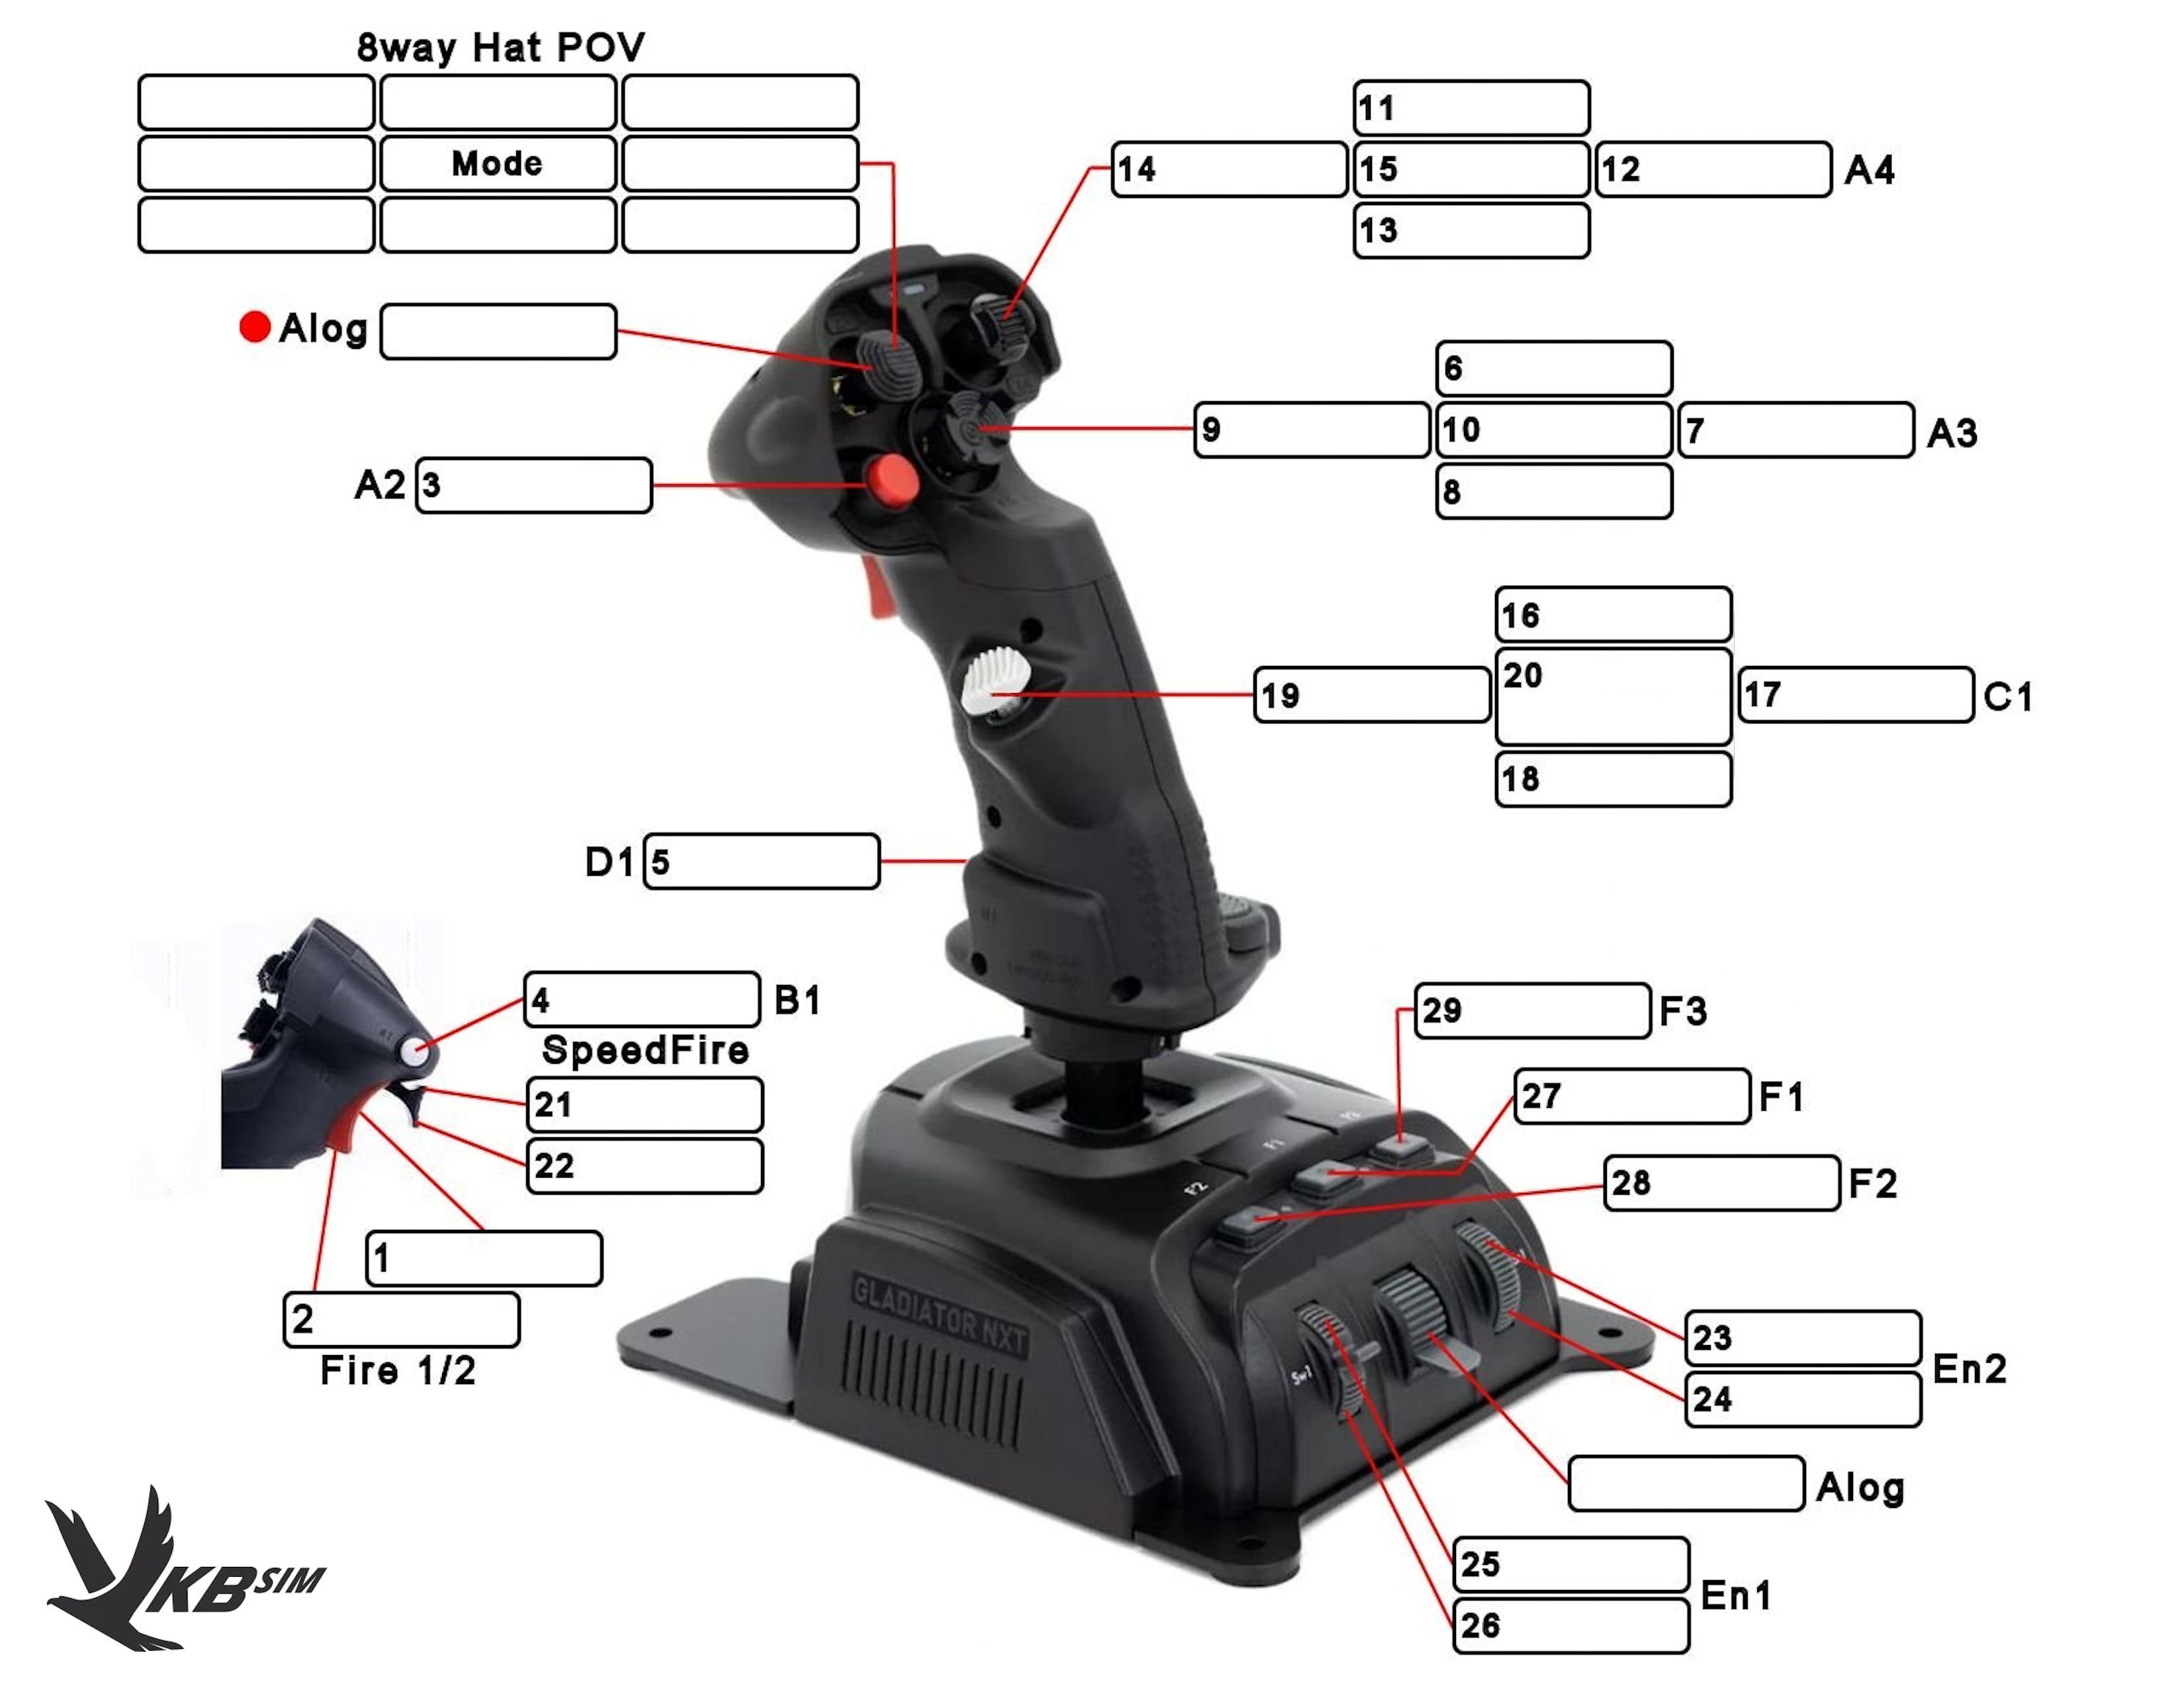 8way Hat POV
Mode
Alog
A2 3
11
14 15 12 A4
13
6
9 10 7 A3
8
16
19 20 17 C1
18
D1 5
4 B1
SpeedFire
21
22
1
2
Fire 1/2
29 F3
27 F1
28 F2
F1
F2
GLADIATOR NXT
Sw1
23
24
En2
Alog
25
26
En1
VKBSIM